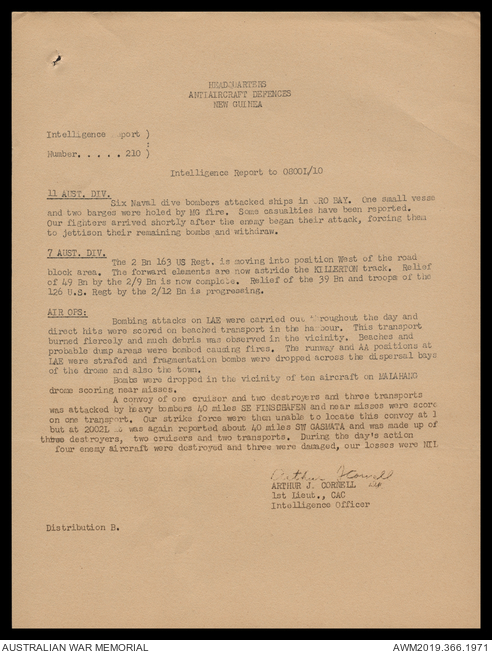 HEADQUARTERS
ANTIAIRCRAFT DEFENCES
NEW GUINEA
Intelligence port )
:
Number. . . . . 210 )
Intelligence Report to 0800I/10
11 AUST. DIV.
Six Naval dive bombers attacked ships in ORO BAY. One small vesse
and two barges were holed by MG fire. Some casualties have been reported.
Our fighters arrived shortly after the enemy began their attack, forcing them
to jettison their remaining bombs and withdraw.
7 AUST. DIV.
The 2 Bn 163 US Regt. is moving into position West of the road
block area. The forward elements are now astride the KILLERTON track. Relief
of 49 Bn by the 2/9 Bn is now complete. Relief of the 39 Bn and troops of the
126 U.S. Regt by the 2/12 Bn is progressing.
AIR OPS:
Bombing attacks on LAE were carried out throughout the day and
direct hits were scored on beached transport in the harbour. This transport
burned fiercely and much debris was observed in the vicinity. Beaches and
probable dump areas were bombed causing fires. The runway and AA positions at
LAE were strafed and fragmentation bombs were dropped across the dispersal bays
of the drome and also the town.
Bombs were dropped in the vicinity of ten aircraft on MALAHANG
drome scoring near misses.
A convoy of one cruiser and two destroyers and three transports
was attacked by heavy bombers 40 miles SE FINSCHAFEN and near misses were score
on one transport. Our strike force were then unable to locate this convoy at 1
but at 2002L was again reported about 40 miles SW GASMATA and was made up of
three destroyers, two cruisers and two transports. During the day's action
four enemy aircraft were destroyed and three were damaged, our losses were NIL
Arthur J Cornell
ARTHUR J. CORNELL
1st Lieut., CAC
Intelligence Officer
Distribution B.
AUSTRALIAN WAR MEMORIAL
AWM2019.366.1971